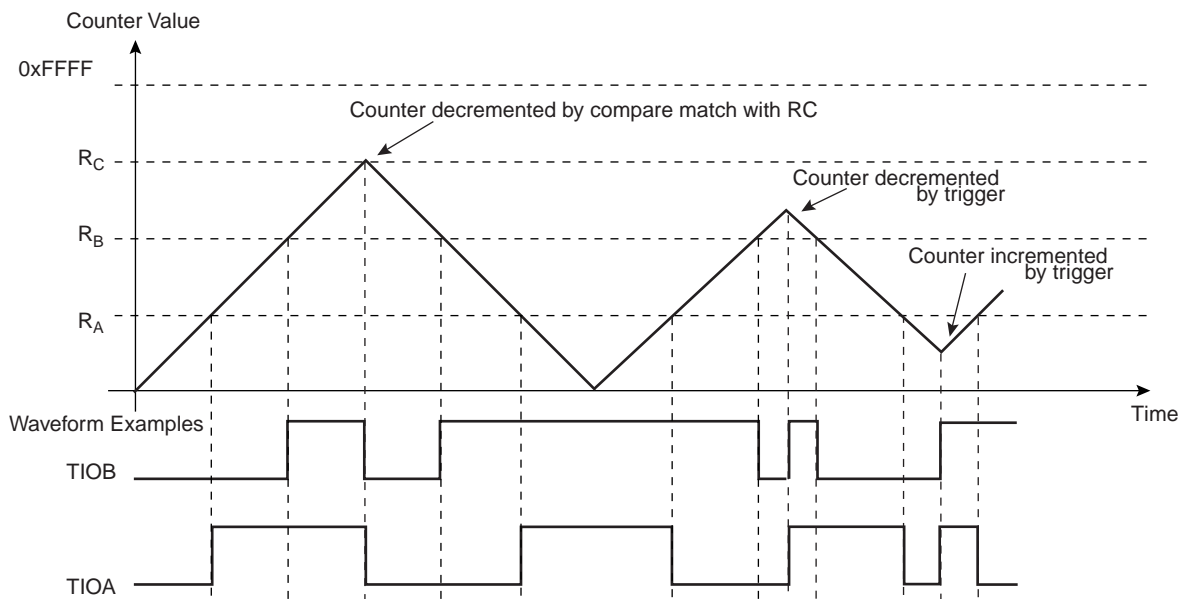 Counter Value
0xFFFF
Counter decremented by compare match with RC
RC
Counter decremented
by trigger
RB
Counter incremented
by trigger
RA
Time
Waveform Examples
TIOB
TIOA